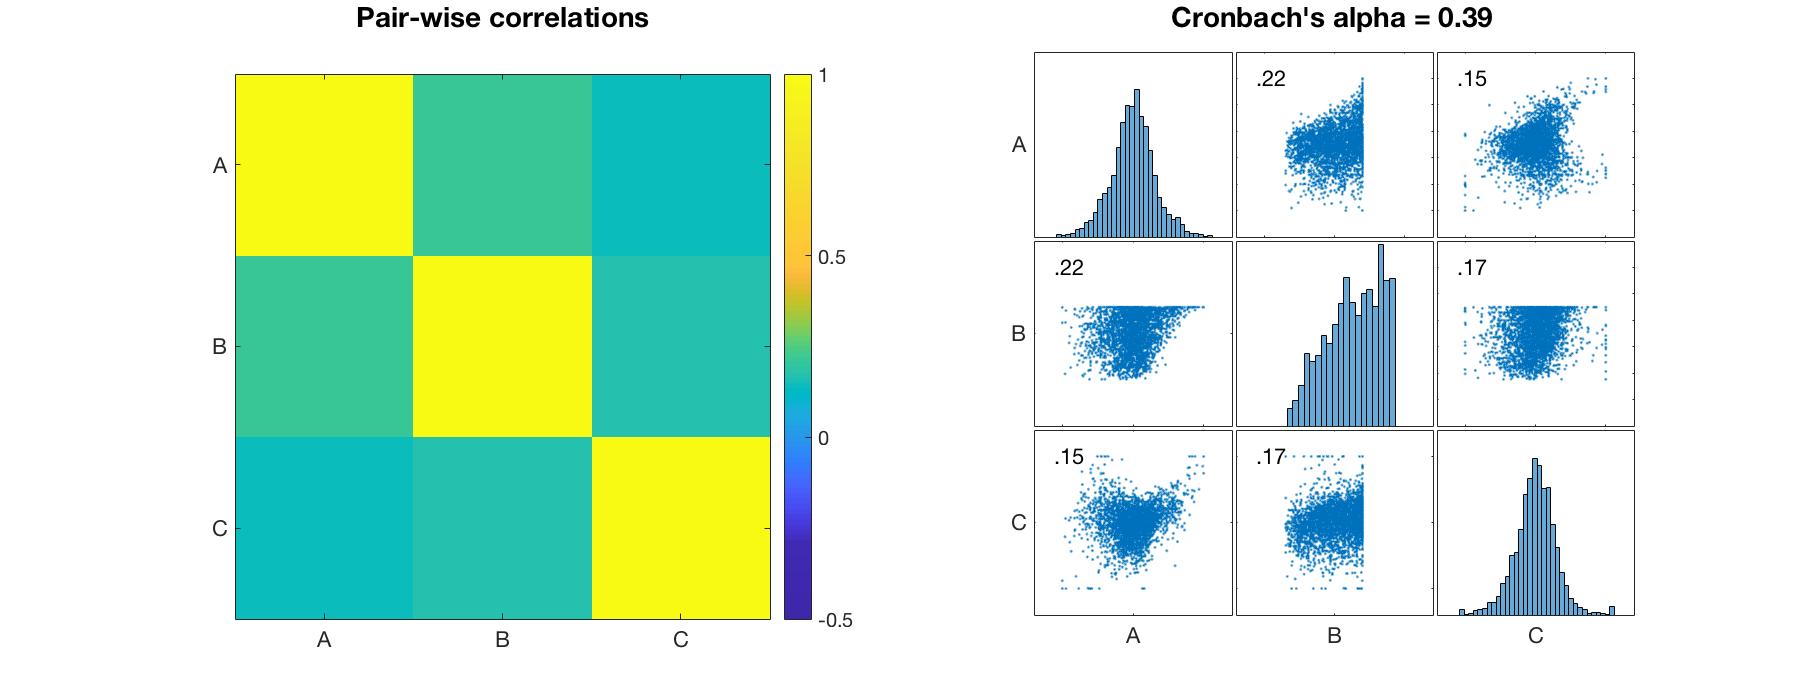 Pair-wise correlations
A
B
C
A
B
C
1
0.5
0
-0.5
Cronbach's alpha = 0.39
A
.22
.15
B
.22
.17
C
.15
.17
A
B
C